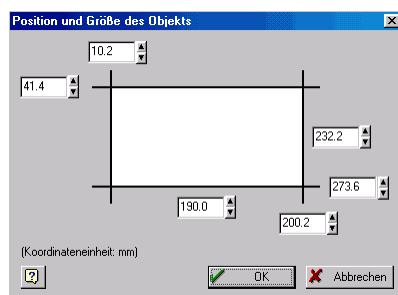 Position und Größe des Objekts
10.2
41.4
232.2
273.6
190.0
200.2
(Koordinateneinheit: mm)
OK
Abbrechen